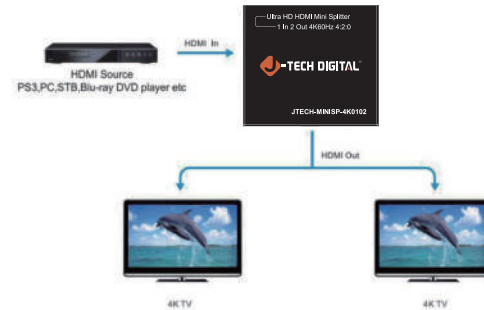 Ultra HD HDMI Mini Splitter
1 In 2 Out 4K60Hz 4:2:0
HDMI In
J-TECH DIGITAL
HDMI Source
PS3,PC,STB,Blu-ray DVD player etc
JTECH-MINISP-4K0102
HDMI Out
4K TV
4K TV